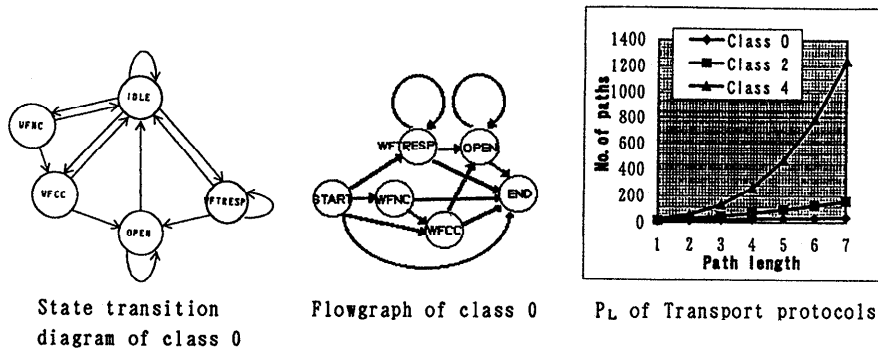 IDLE
WFNC
WFCC
WFTRESP
OPEN
State transition
diagram of class 0
WFTRESP
OPEN
START
WFNC
END
WFCC
Flowgraph of class 0
No. of paths
1400
1200
1000
800
600
400
200
0
Class 0
Class 2
Class 4
1 2 3 4 5 6 7
Path length
PL of Transport protocols